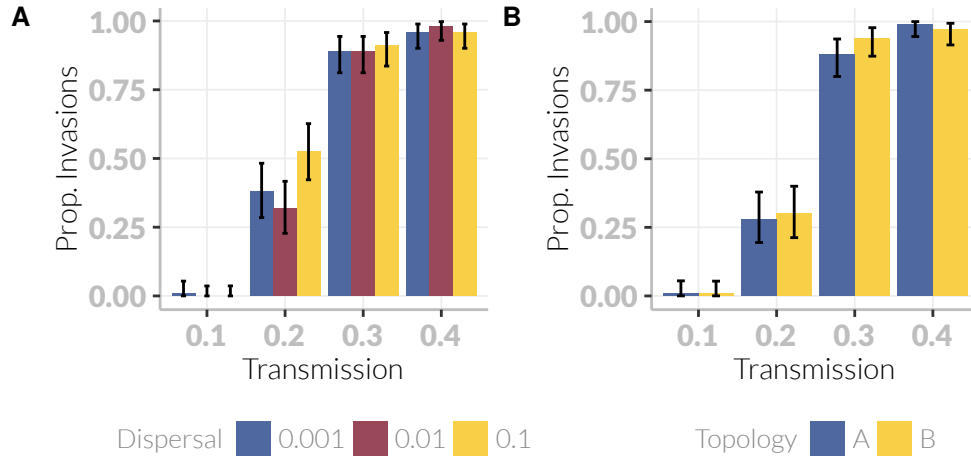 A
Prop. Invasions
1.00
0.75
0.50
0.25
0.00
0.1 0.2 0.3 0.4
Transmission
Dispersal 0.001 0.01 0.1
B
Prop. Invasions
1.00
0.75
0.50
0.25
0.00
0.1 0.2 0.3 0.4
Transmission
Topology A B